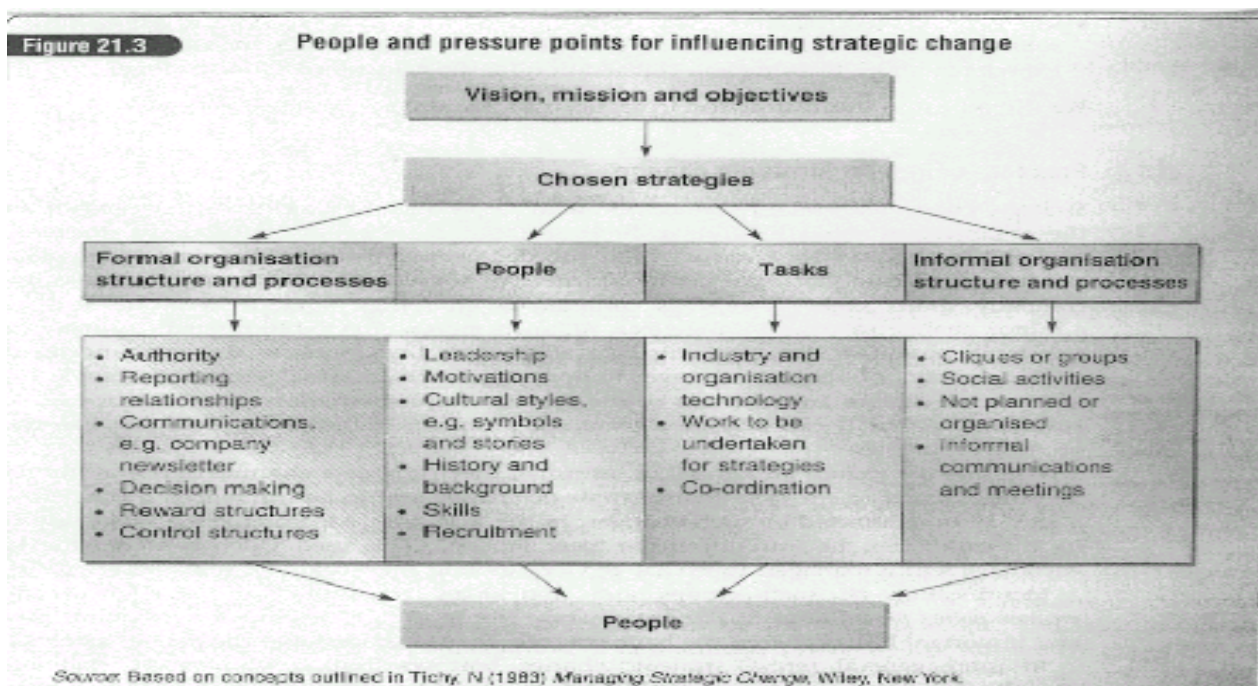 Figure 21.3
People and pressure points for influencing strategic change
Vision, mission and objectives
Chosen strategies
Formal organisation
structure and processes
People
Tasks
Informal organisation
structure and processes
• Authority
• Reporting
relationships
• Communications,
e.g. company
newsletter
• Decision making
• Reward structures
• Control structures
• Leadership
• Motivations
• Cultural styles,
e.g. symbols
and stories
• History and
background
• Skills
• Recruitment
• Industry and
organisation
technology
• Work to be
undertaken
for strategies
• Co-ordination
• Cliques or groups
• Social activities
• Not planned or
organised
• Informal
communications
and meetings
People
Source: Based on concepts outlined in Tichy, N (1983) Managing Strategic Change, Wiley, New York.